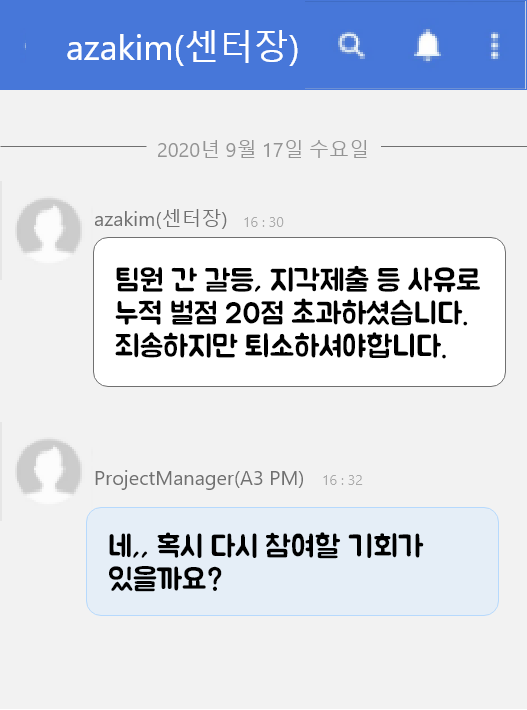 azakim(센터장)
2020년 9월 17일 수요일
azakim(센터장) 16 : 30
팀원 간 갈등, 지각제출 등 사유로
누적 벌점 20점 초과하셨습니다.
죄송하지만 퇴소하셔야합니다.
ProjectManager(A3 PM) 16 : 32
네,, 혹시 다시 참여할 기회가
있을까요?